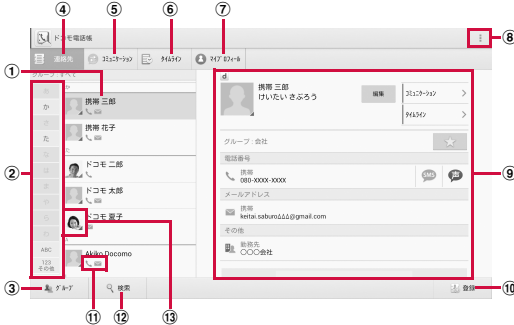 ④ ⑤ ⑥ ⑦
ドコモ電話帳
⑧
連絡先 コミュニケーション タイムライン マイプロフィール
①
グループ：すべて
か
d
携帯 三郎
携帯 三郎
けいたい さぶろう
編集
コミュニケーション
タイムライン
あ
か
さ
た
な
は
ま
や
ら
わ
ABC
123
その他
②
携帯 花子
ドコモ 二郎
ドコモ 太郎
ドコモ 夏子
Akiko Docomo
グループ：会社
電話番号
携帯
080-XXXX-XXXX
SMS
声
⑨
メールアドレス
携帯
keitai.saburo△△△@gmail.com
その他
勤務先
○○○会社
③
グループ
検索
登録
⑩
⑪ ⑫ ⑬